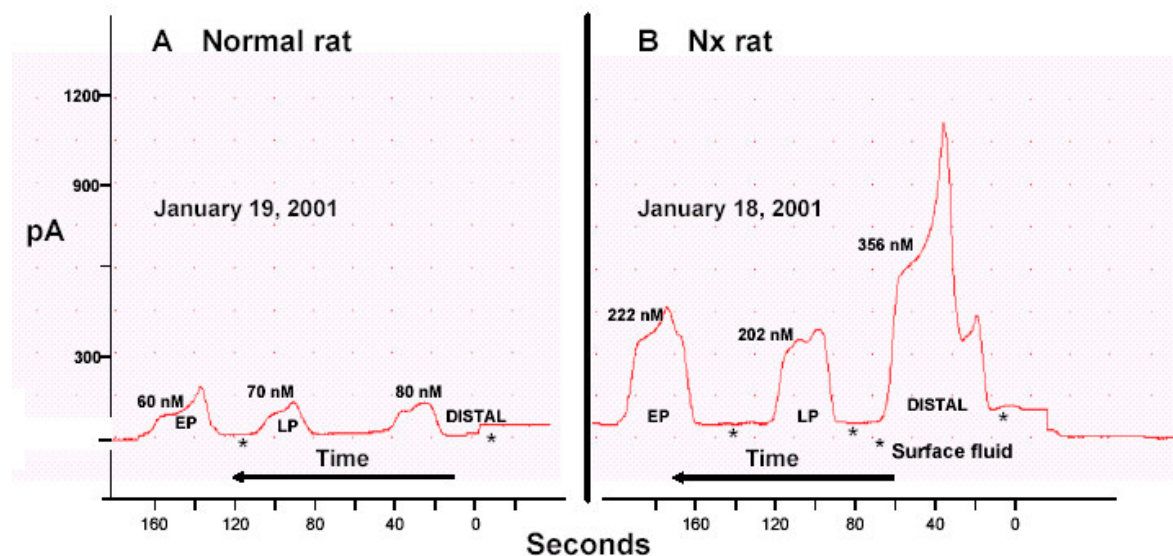 A Normal rat
B Nx rat
1200
900
pA
300
January 19, 2001
60 nM
EP
70 nM
LP
80 nM
DISTAL
*
*
Time
160 120 80 40 0
January 18, 2001
222 nM
EP
202 nM
LP
356 nM
DISTAL
*
*
*
* Surface fluid
Time
160 120 80 40 0
Seconds